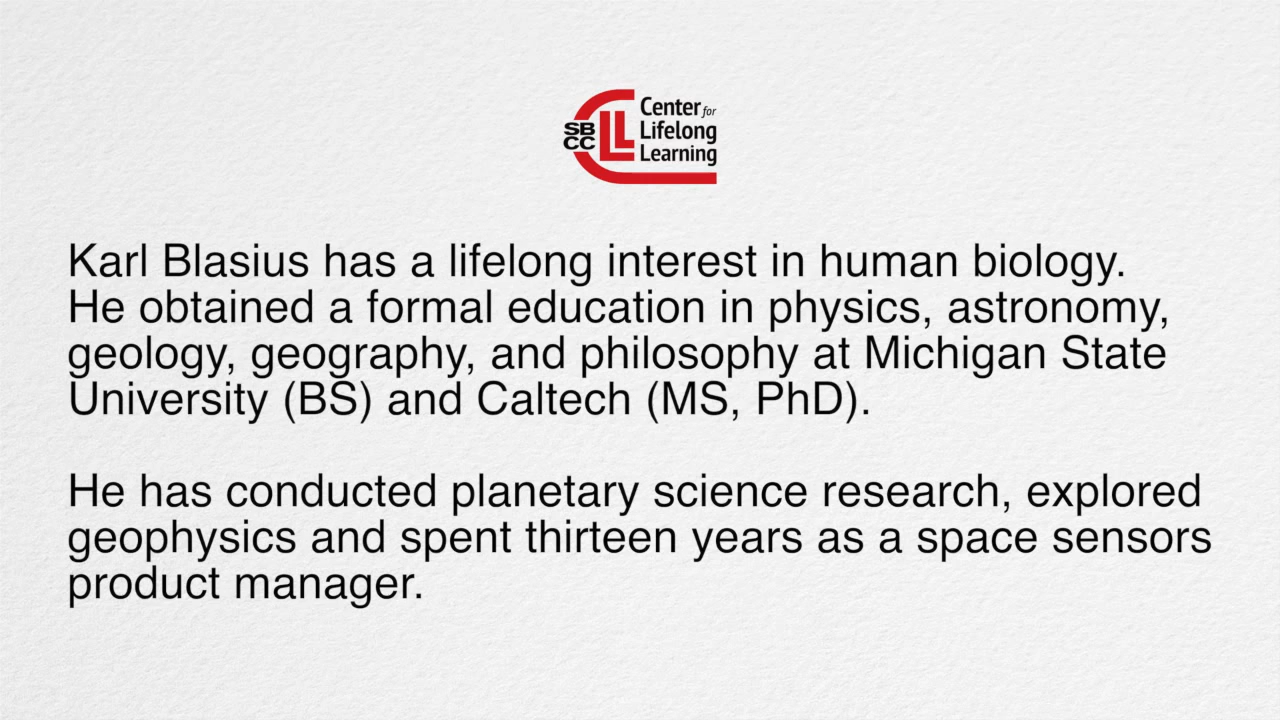 SB
CC
LL
Center for
Lifelong
Learning
Karl Blasius has a lifelong interest in human biology.
He obtained a formal education in physics, astronomy,
geology, geography, and philosophy at Michigan State
University (BS) and Caltech (MS, PhD).
He has conducted planetary science research, explored
geophysics and spent thirteen years as a space sensors
product manager.